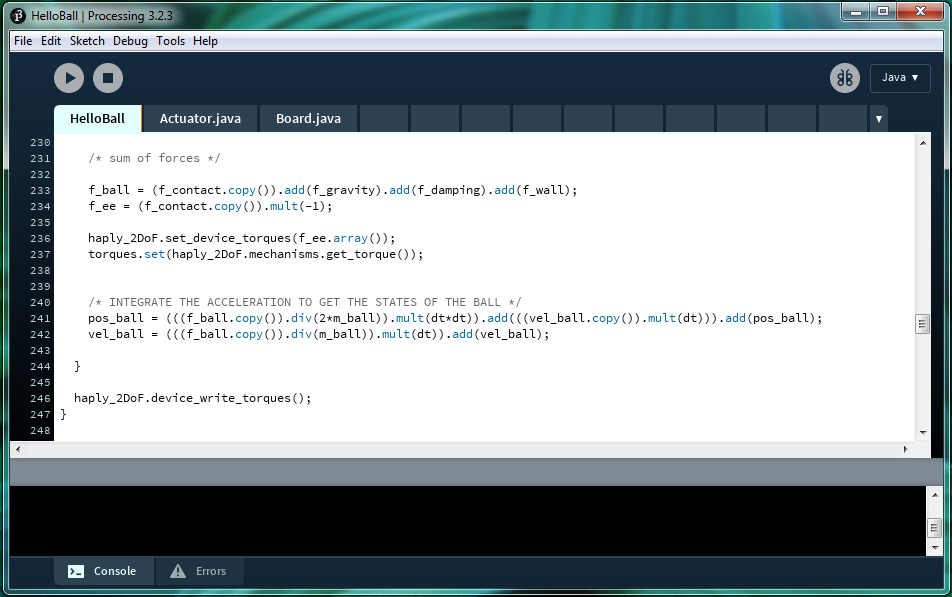 HelloBall | Processing 3.2.3
File Edit Sketch Debug Tools Help
Java ▼
HelloBall Actuator.java Board.java ▼
230
231 /* sum of forces */
232
233 f_ball = (f_contact.copy()).add(f_gravity).add(f_damping).add(f_wall);
234 f_ee = (f_contact.copy()).mult(-1);
235
236 haply_2DoF.set_device_torques(f_ee.array());
237 torques.set(haply_2DoF.mechanisms.get_torque());
238
239
240 /* INTEGRATE THE ACCELERATION TO GET THE STATES OF THE BALL */
241 pos_ball = (((f_ball.copy()).div(2*m_ball)).mult(dt*dt)).add(((vel_ball.copy()).mult(dt))).add(pos_ball);
242 vel_ball = (((f_ball.copy()).div(m_ball)).mult(dt)).add(vel_ball);
243
244 }
245
246 haply_2DoF.device_write_torques();
247 }
248
Console Errors